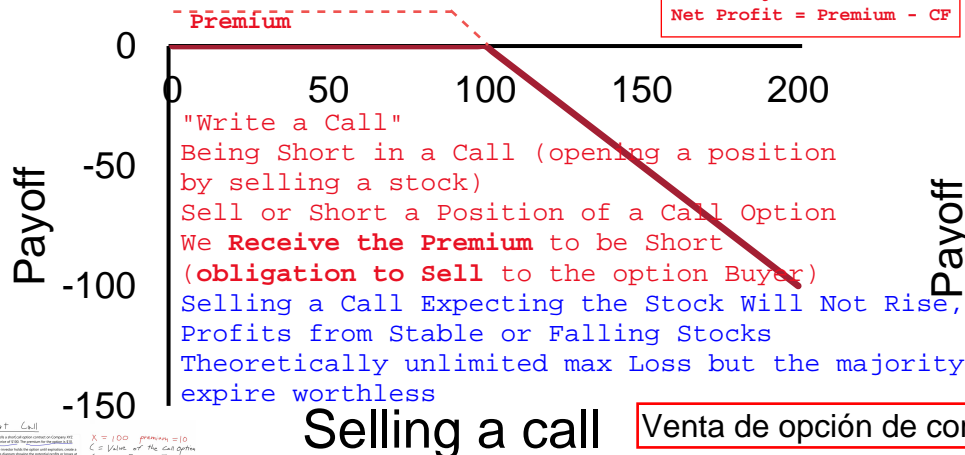 Premium
Net Profit = Premium - CF
0
0 50 100 150 200
"Write a Call"
Being Short in a Call (opening a position
-50
by selling a stock)
Payoff
Sell or Short a Position of a Call Option
Payoff
We Receive the Premium to be Short
(obligation to Sell to the option Buyer)
-100
Selling a Call Expecting the Stock Will Not Rise,
Profits from Stable or Falling Stocks
Theoretically unlimited max Loss but the majority
expire worthless
-150
Selling a call
Venta de opción de
Call
X = 100 premium = 10
C = Value of the call option